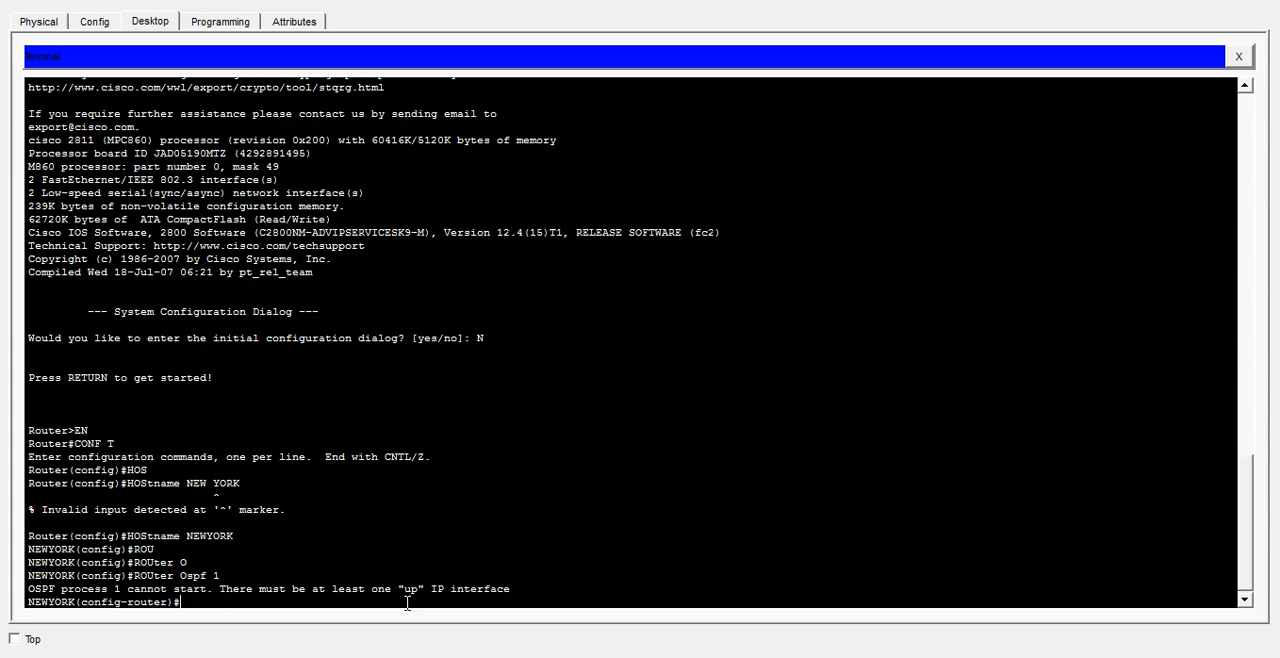 Physical Config Desktop Programming Attributes
Terminal X
http://www.cisco.com/wwl/export/crypto/tool/stqrg.html
If you require further assistance please contact us by sending email to
export@cisco.com.
cisco 2811 (MPC860) processor (revision 0x200) with 60416K/5120K bytes of memory
Processor board ID JAD05190MTZ (4292891495)
M860 processor: part number 0, mask 49
2 FastEthernet/IEEE 802.3 interface(s)
2 Low-speed serial(sync/async) network interface(s)
239K bytes of non-volatile configuration memory.
62720K bytes of  ATA CompactFlash (Read/Write)
Cisco IOS Software, 2800 Software (C2800NM-ADVIPSERVICESK9-M), Version 12.4(15)T1, RELEASE SOFTWARE (fc2)
Technical Support: http://www.cisco.com/techsupport
Copyright (c) 1986-2007 by Cisco Systems, Inc.
Compiled Wed 18-Jul-07 06:21 by pt_rel_team
--- System Configuration Dialog ---
Would you like to enter the initial configuration dialog? [yes/no]: N
Press RETURN to get started!
Router>EN
Router#CONF T
Enter configuration commands, one per line.  End with CNTL/Z.
Router(config)#HOS
Router(config)#HOStname NEW YORK
^
% Invalid input detected at '^' marker.
Router(config)#HOStname NEWYORK
NEWYORK(config)#ROU
NEWYORK(config)#ROUter O
NEWYORK(config)#ROUter Ospf 1
OSPF process 1 cannot start. There must be at least one "up" IP interface
NEWYORK(config-router)#
Top